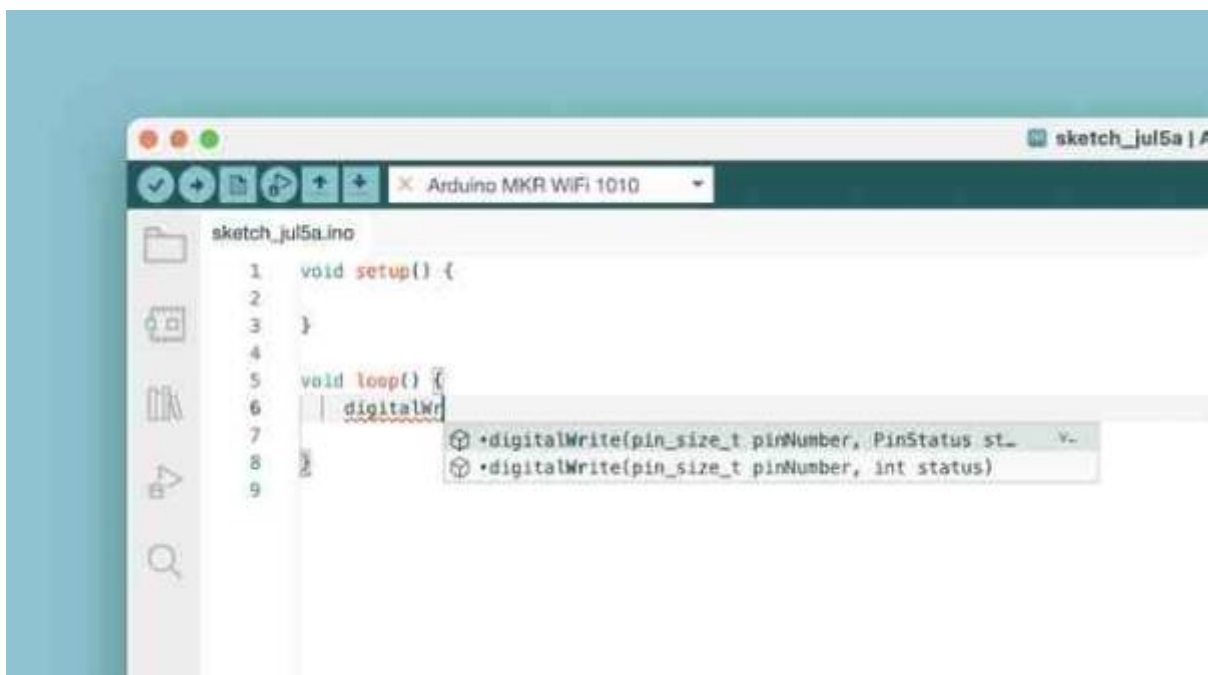 sketch_jul5a | A
Arduino MKR WiFi 1010
sketch_jul5a.ino
1 void setup() {
2
3 }
4
5 void loop() {
6 digitalWr
7 •digitalWrite(pin_size_t pinNumber, PinStatus st…
8 } •digitalWrite(pin_size_t pinNumber, int status)
9